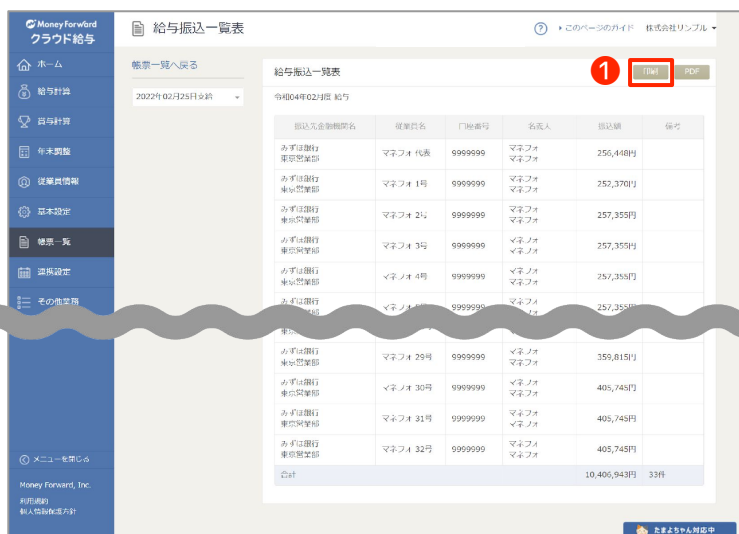 Money Forward
クラウド給与
給与振込一覧表
?
このページのガイド
株式会社リンプル
ホーム
給与計算
賞与計算
年末調整
従業員情報
基本設定
帳票一覧
連携設定
その他業務
メニューを閉じる
Money Forward, Inc.
利用規約
個人情報保護方針
帳票一覧へ戻る
2022年02月25日支給
給与振込一覧表
1
印刷
PDF
令和04年02月度 給与
振込先金融機関名 従業員名 口座番号 名義人 振込額 備考
みずほ銀行
東京営業部 マネフォ 代表 9999999 マネフォ マネフォ 256,448円
みずほ銀行
東京営業部 マネフォ 1号 9999999 マネフォ マネフォ 252,370円
みずほ銀行
東京営業部 マネフォ 2号 9999999 マネフォ マネフォ 257,355円
みずほ銀行
東京営業部 マネフォ 3号 9999999 マネフォ マネフォ 257,355円
みずほ銀行
東京営業部 マネフォ 4号 9999999 マネフォ マネフォ 257,355円
みずほ銀行
マネフォ 9999999 マネフォ 257,355円
みずほ銀行
東京営業部 マネフォ 29号 9999999 マネフォ マネフォ 359,815円
みずほ銀行
東京営業部 マネフォ 30号 9999999 マネフォ マネフォ 405,745円
みずほ銀行
東京営業部 マネフォ 31号 9999999 マネフォ マネフォ 405,745円
みずほ銀行
東京営業部 マネフォ 32号 9999999 マネフォ マネフォ 405,745円
合計 10,406,943円 33件
たまよちゃん対応中